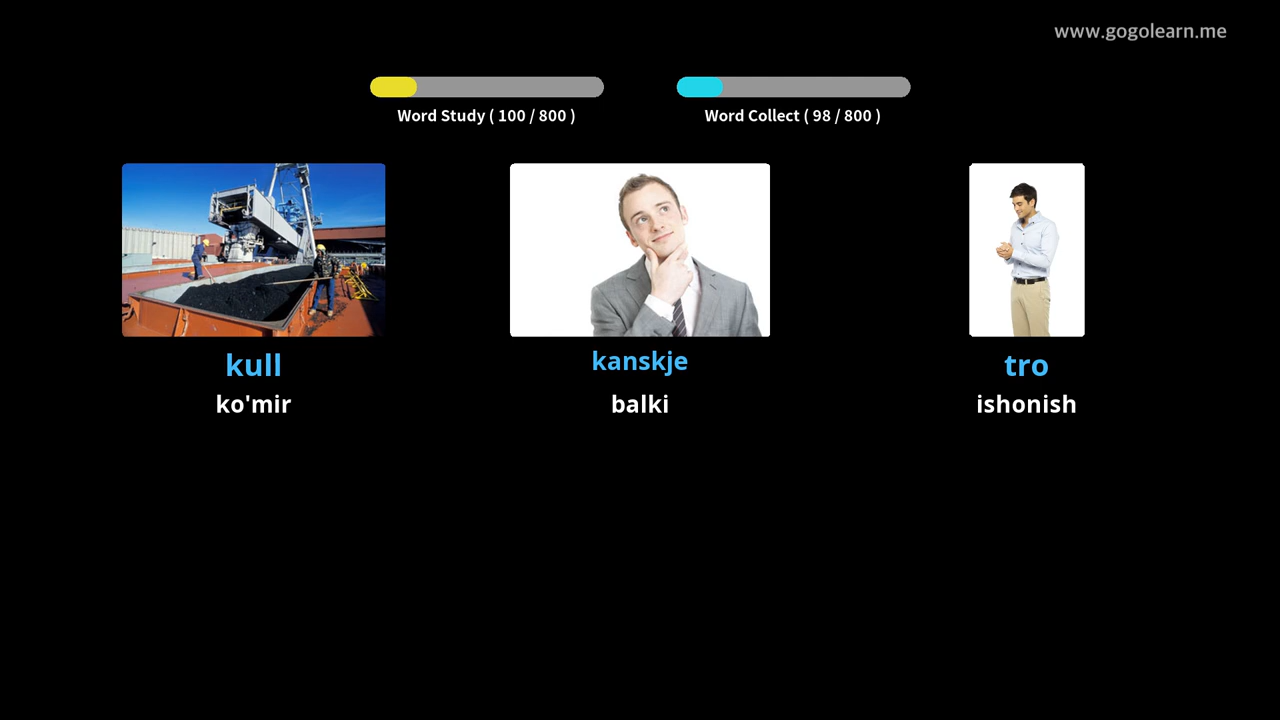 www.gogolearn.me
Word Study ( 100 / 800 )
Word Collect ( 98 / 800 )
kull
kanskje
tro
ko'mir
balki
ishonish